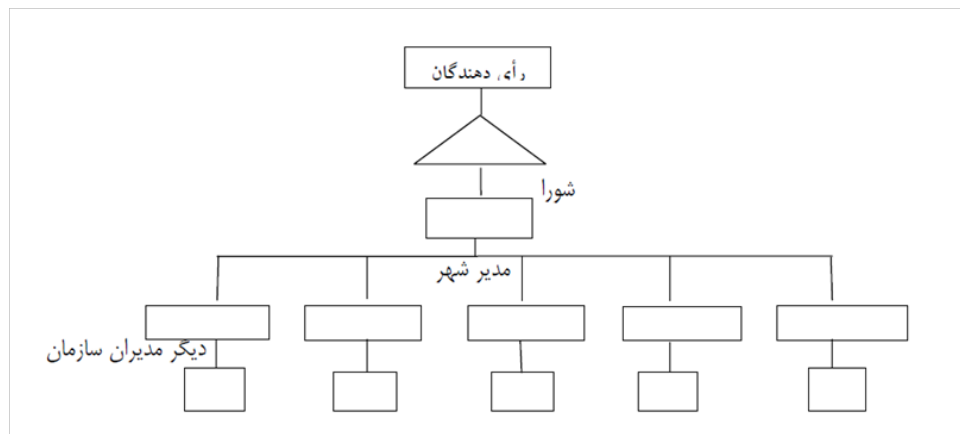 رأی دهندگان
شورا
مدیر شهر
دیگر مدیران سازمان